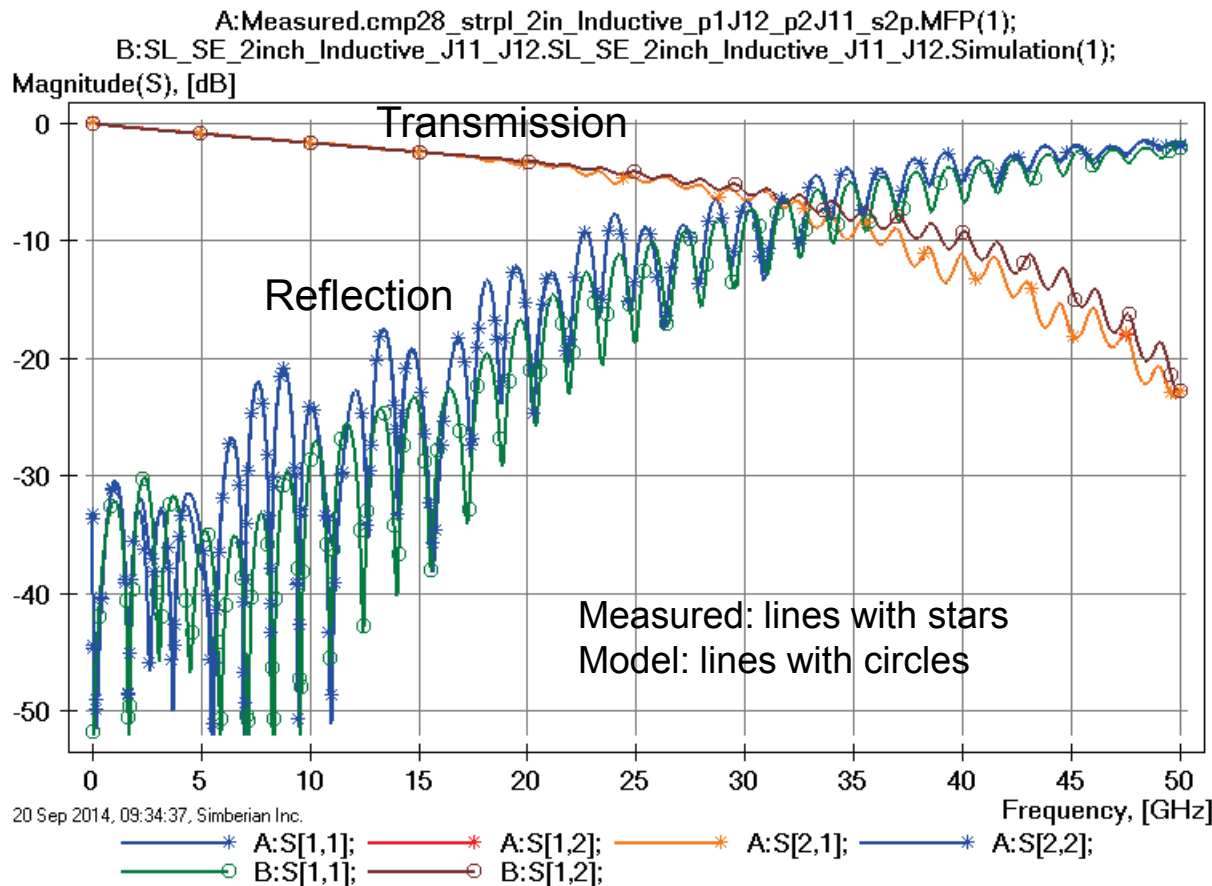 A:Measured.cmp28_strpl_2in_Inductive_p1J12_p2J11_s2p.MFP(1);
B:SL_SE_2inch_Inductive_J11_J12.SL_SE_2inch_Inductive_J11_J12.Simulation(1);
Magnitude(S), [dB]
Transmission
Reflection
Measured: lines with stars
Model: lines with circles
0
-10
-20
-30
-40
-50
0 5 10 15 20 25 30 35 40 45 50
20 Sep 2014, 09:34:37, Simberian Inc.
Frequency, [GHz]
A:S[1,1]; A:S[1,2]; A:S[2,1]; A:S[2,2];
B:S[1,1]; B:S[1,2];